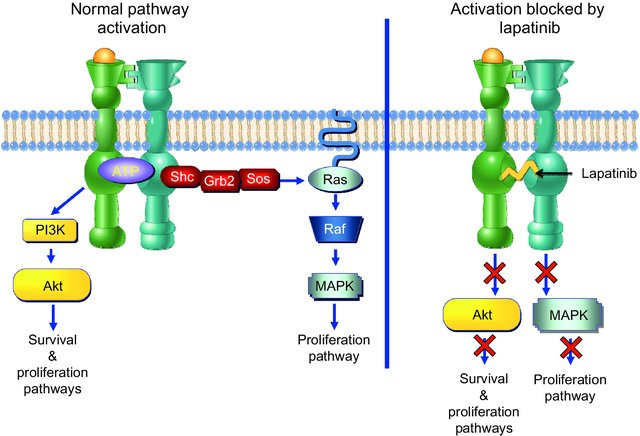 Normal pathway
activation
Activation blocked by
lapatinib
ATP
Shc
Grb2
Sos
Ras
Lapatinib
PI3K
Raf
Akt
MAPK
Akt
MAPK
Survival
&
proliferation
pathways
Proliferation
pathway
Survival
&
proliferation
pathways
Proliferation
pathway